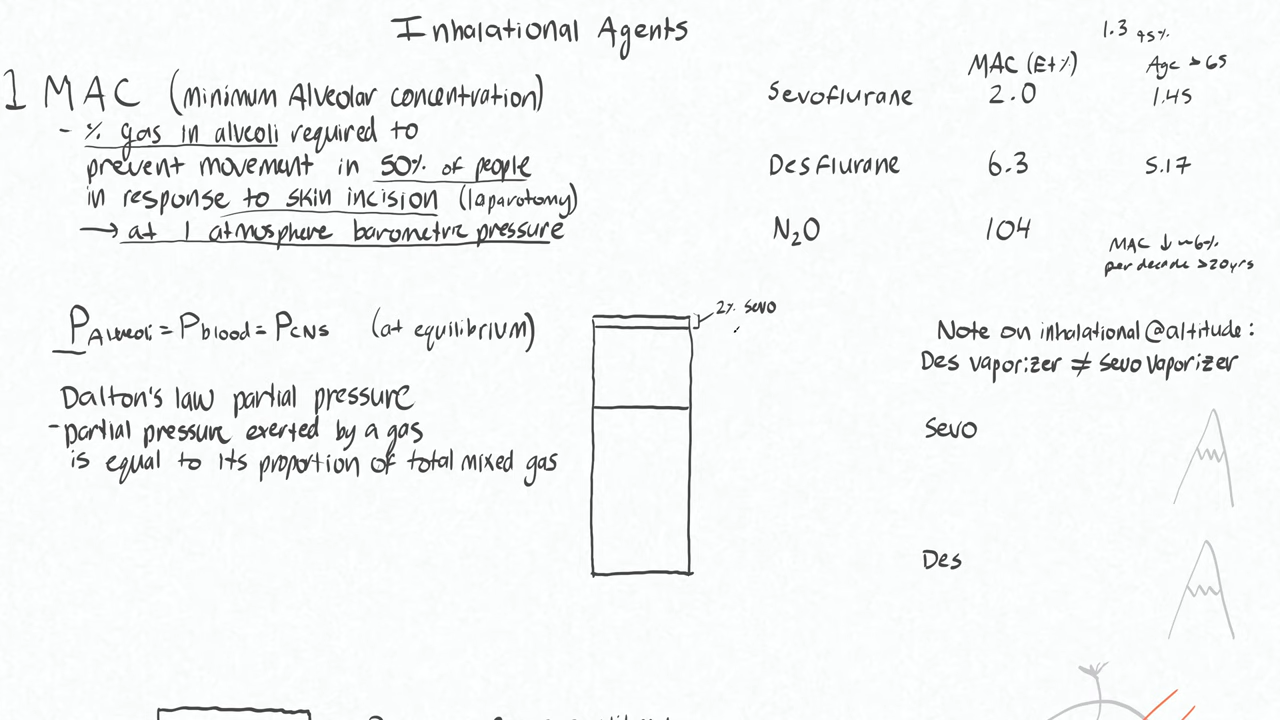 Inhalational Agents
1 MAC (minimum Alveolar concentration)
- % gas in alveoli required to
prevent movement in 50% of people
in response to skin incision (laparotomy)
→ at 1 atmosphere barometric pressure
1.3 95%
MAC (Et%) Age > 65
Sevoflurane 2.0 1.45
Desflurane 6.3 5.17
N2O 104
MAC ↓ ~6%
per decade >20yrs
PAlveoli = Pblood = PCNS (at equilibrium)
2% Sevo
Dalton's law partial pressure
- partial pressure exerted by a gas
is equal to its proportion of total mixed gas
Note on inhalational @altitude:
Des vaporizer ≠ Sevo Vaporizer
Sevo
Des